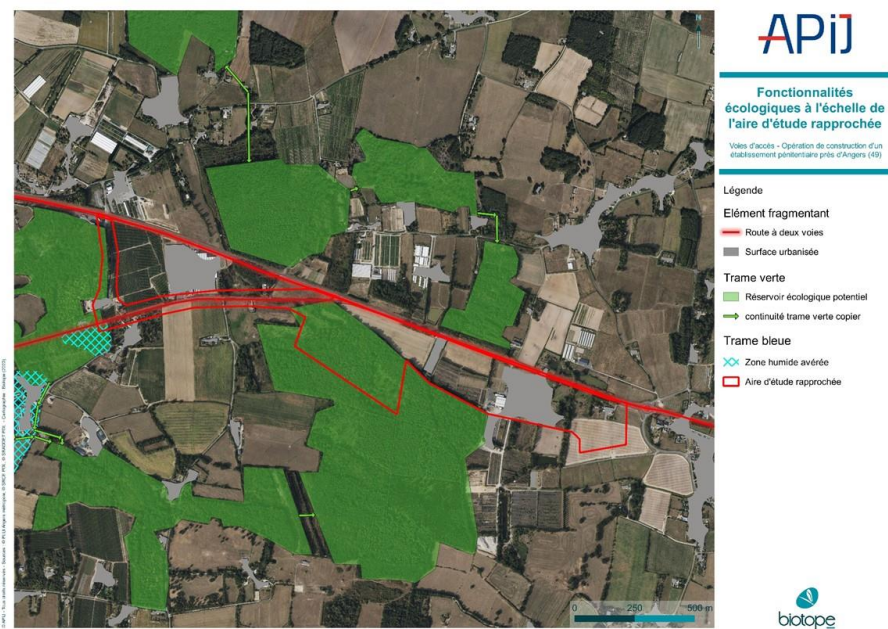 APIJ
Fonctionnalités
écologiques à l'échelle de
l'aire d'étude rapprochée
Voies d'accès - Opération de construction d'un
établissement pénitentiaire près d'Angers (49)
Légende
Elément fragmentant
Route à deux voies
Surface urbanisée
Trame verte
Réservoir écologique potentiel
continuité trame verte copier
Trame bleue
Zone humide avérée
Aire d'étude rapprochée
0 250 500 m
biotope